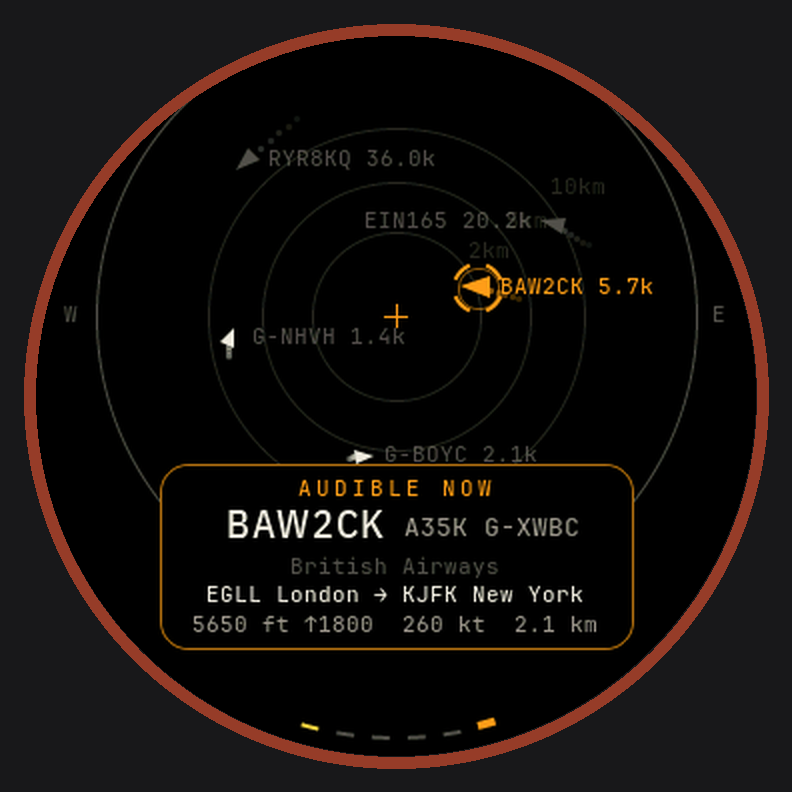 RYR8KQ 36.0k
10km
EIN165 20.2k
2km
BAW2CK 5.7k
W
E
G-NHVH 1.4k
G-BOYC 2.1k
AUDIBLE NOW
BAW2CK A35K G-XWBC
British Airways
EGLL London → KJFK New York
5650 ft ↑1800 260 kt 2.1 km